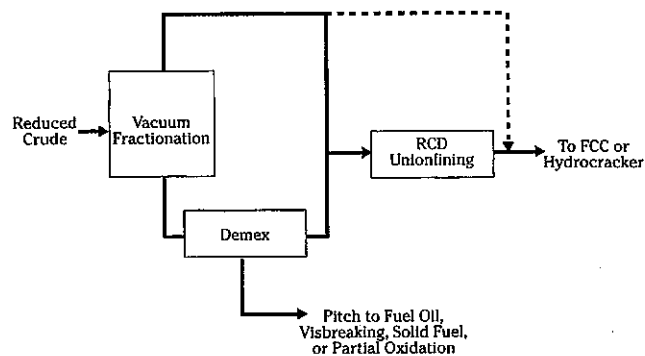 Reduced
Crude
Vacuum
Fractionation
RCD
Unionfining
To FCC or
Hydrocracker
Demex
Pitch to Fuel Oil,
Visbreaking, Solid Fuel,
or Partial Oxidation